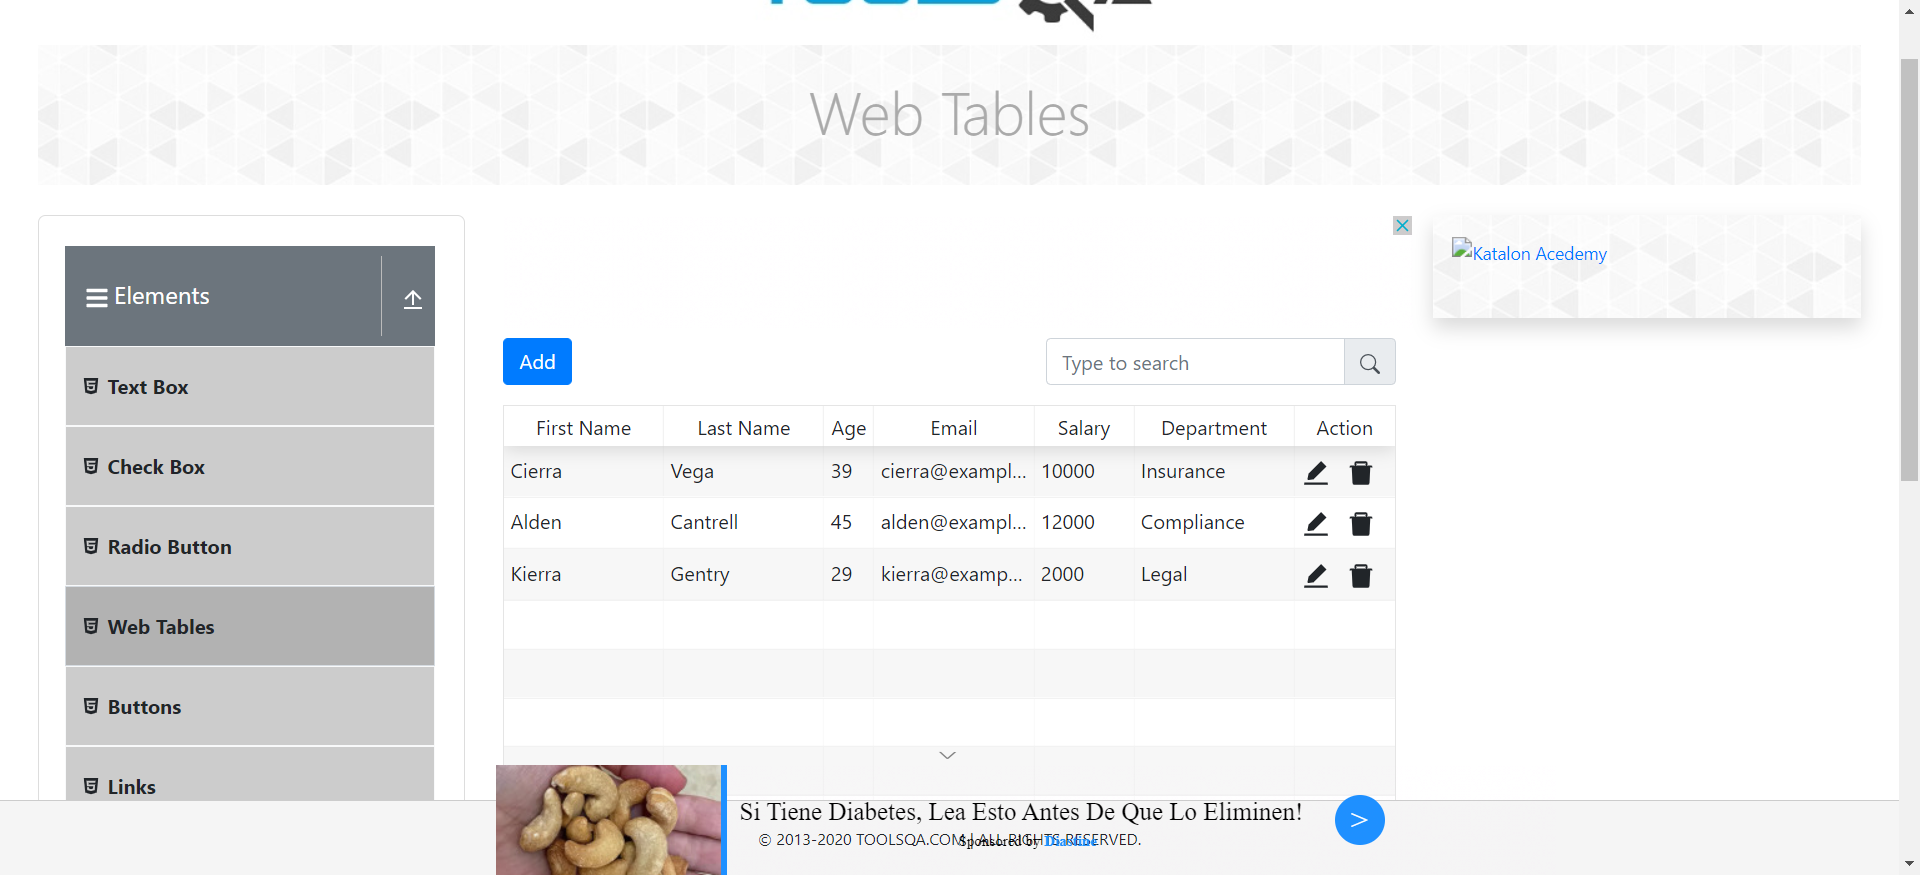 Web Tables
Elements
Text Box
Check Box
Radio Button
Web Tables
Buttons
Links
Katalon Acedemy
Add
Type to search
First Name Last Name Age Email Salary Department Action
Cierra Vega 39 cierra@exampl... 10000 Insurance
Alden Cantrell 45 alden@exampl... 12000 Compliance
Kierra Gentry 29 kierra@examp... 2000 Legal
Si Tiene Diabetes, Lea Esto Antes De Que Lo Eliminen!
>
© 2013-2020 TOOLSQA.COM | ALL RIGHTS RESERVED.
Sponsored by